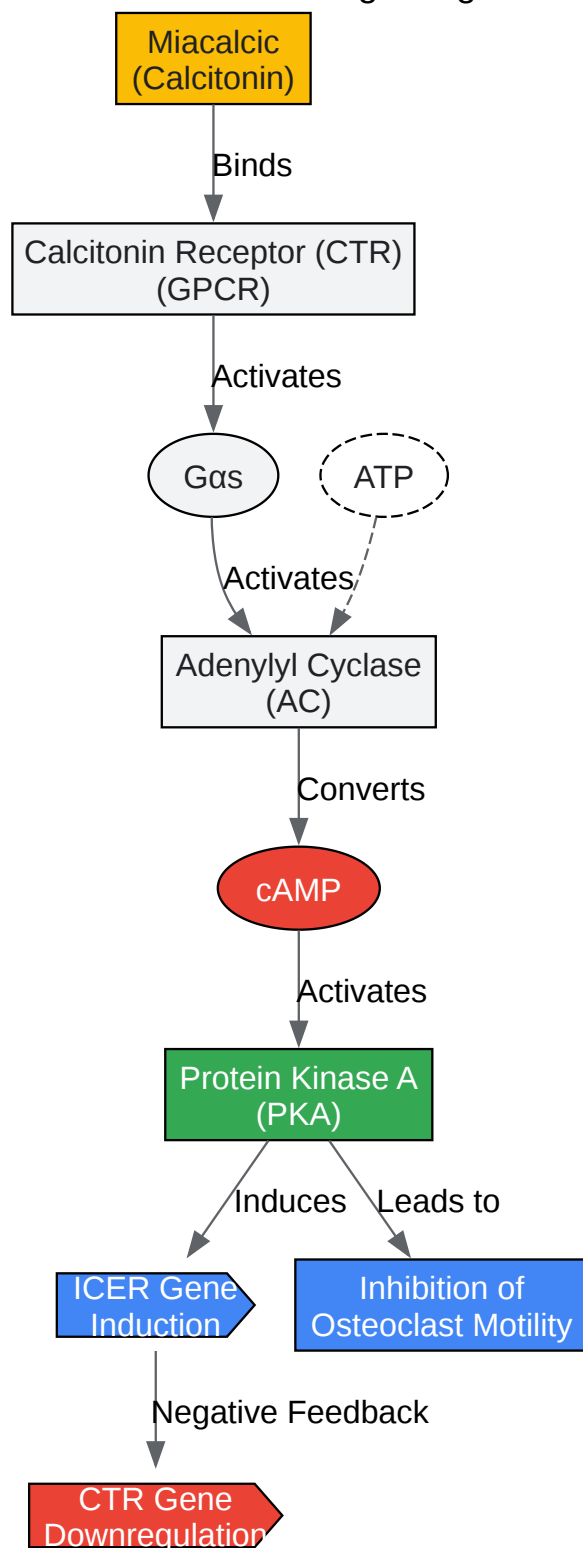 Miacalcic
(Calcitonin)
Binds
Calcitonin Receptor (CTR)
(GPCR)
Activates
Gαs
ATP
Activates
Adenylyl Cyclase
(AC)
Converts
cAMP
Activates
Protein Kinase A
(PKA)
Induces
Leads to
ICER Gene
Induction
Inhibition of
Osteoclast Motility
Negative Feedback
CTR Gene
Downregulation